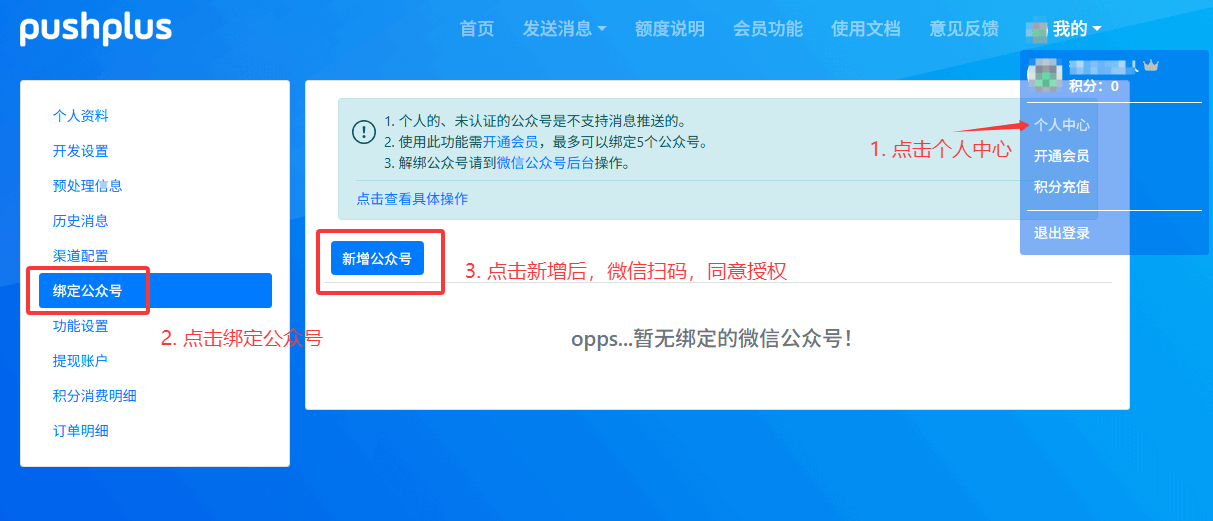 pushplus
首页 发送消息 额度说明 会员功能 使用文档 意见反馈 我的
积分：0
个人中心
开通会员
积分充值
退出登录
1. 点击个人中心
个人资料
开发设置
预处理信息
历史消息
渠道配置
绑定公众号
功能设置
提现账户
积分消费明细
订单明细
2. 点击绑定公众号
1. 个人的、未认证的公众号是不支持消息推送的。
2. 使用此功能需开通会员，最多可以绑定5个公众号。
3. 解绑公众号请到微信公众号后台操作。
点击查看具体操作
新增公众号
3. 点击新增后，微信扫码，同意授权
opps...暂无绑定的微信公众号！